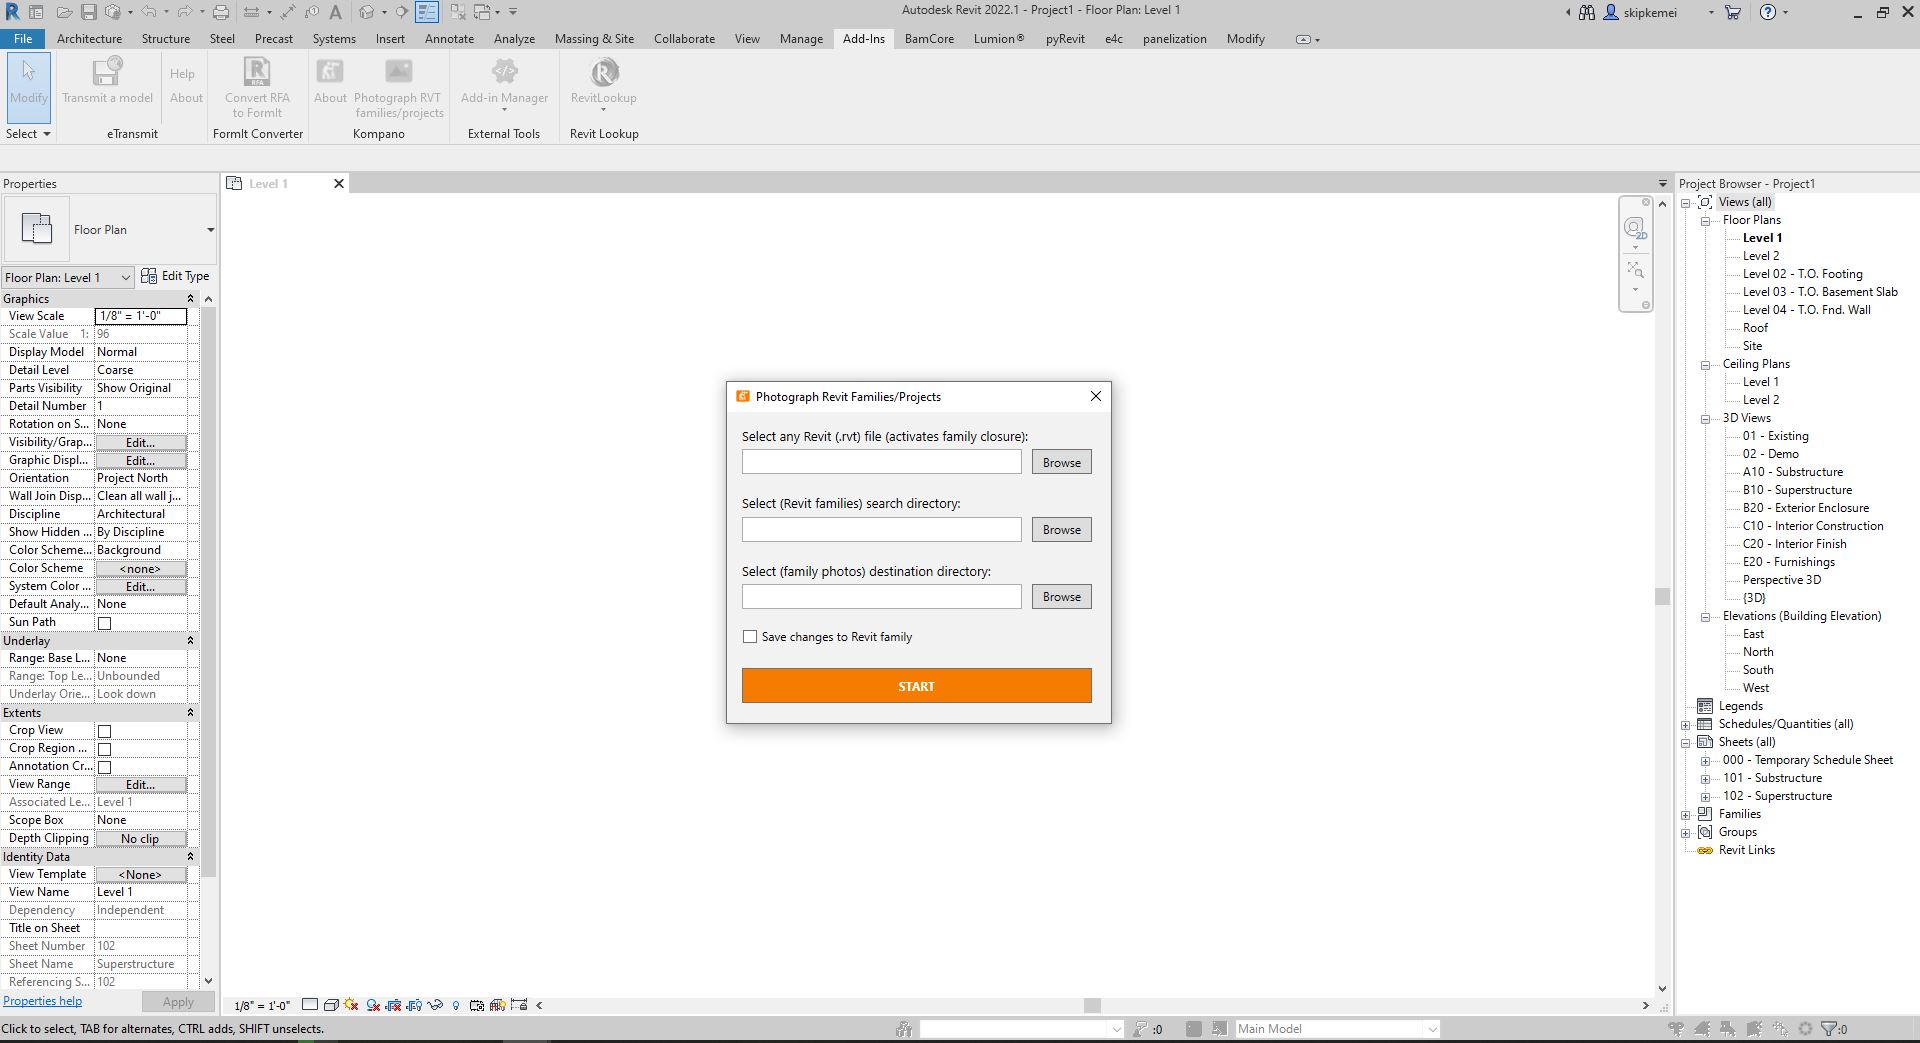 Autodesk Revit 2022.1 - Project1 - Floor Plan: Level 1
skipkemei
File Architecture Structure Steel Precast Systems Insert Annotate Analyze Massing & Site Collaborate View Manage Add-Ins BamCore Lumion® pyRevit e4c panelization Modify
Modify
Select
Transmit a model
Help
About
eTransmit
RFA
Convert RFA
to FormIt
FormIt Converter
About
Photograph RVT
families/projects
Kompano
Add-in Manager
External Tools
RevitLookup
Revit Lookup
Properties
Floor Plan
Floor Plan: Level 1 Edit Type
Graphics
View Scale 1/8" = 1'-0"
Scale Value 1: 96
Display Model Normal
Detail Level Coarse
Parts Visibility Show Original
Detail Number 1
Rotation on S... None
Visibility/Grap... Edit...
Graphic Displ... Edit...
Orientation Project North
Wall Join Disp... Clean all wall j...
Discipline Architectural
Show Hidden ... By Discipline
Color Scheme... Background
Color Scheme <none>
System Color ... Edit...
Default Analy... None
Sun Path
Underlay
Range: Base L... None
Range: Top Le... Unbounded
Underlay Orie... Look down
Extents
Crop View
Crop Region ...
Annotation Cr...
View Range Edit...
Associated Le... Level 1
Scope Box None
Depth Clipping No clip
Identity Data
View Template <None>
View Name Level 1
Dependency Independent
Title on Sheet
Sheet Number 102
Sheet Name Superstructure
Referencing S... 102
Properties help Apply
Level 1
2D
Photograph Revit Families/Projects
Select any Revit (.rvt) file (activates family closure):
Browse
Select (Revit families) search directory:
Browse
Select (family photos) destination directory:
Browse
Save changes to Revit family
START
1/8" = 1'-0"
Project Browser - Project1
Views (all)
Floor Plans
Level 1
Level 2
Level 02 - T.O. Footing
Level 03 - T.O. Basement Slab
Level 04 - T.O. Fnd. Wall
Roof
Site
Ceiling Plans
Level 1
Level 2
3D Views
01 - Existing
02 - Demo
A10 - Substructure
B10 - Superstructure
B20 - Exterior Enclosure
C10 - Interior Construction
C20 - Interior Finish
E20 - Furnishings
Perspective 3D
{3D}
Elevations (Building Elevation)
East
North
South
West
Legends
Schedules/Quantities (all)
Sheets (all)
000 - Temporary Schedule Sheet
101 - Substructure
102 - Superstructure
Families
Groups
Revit Links
Click to select, TAB for alternates, CTRL adds, SHIFT unselects.
:0
Main Model
:0